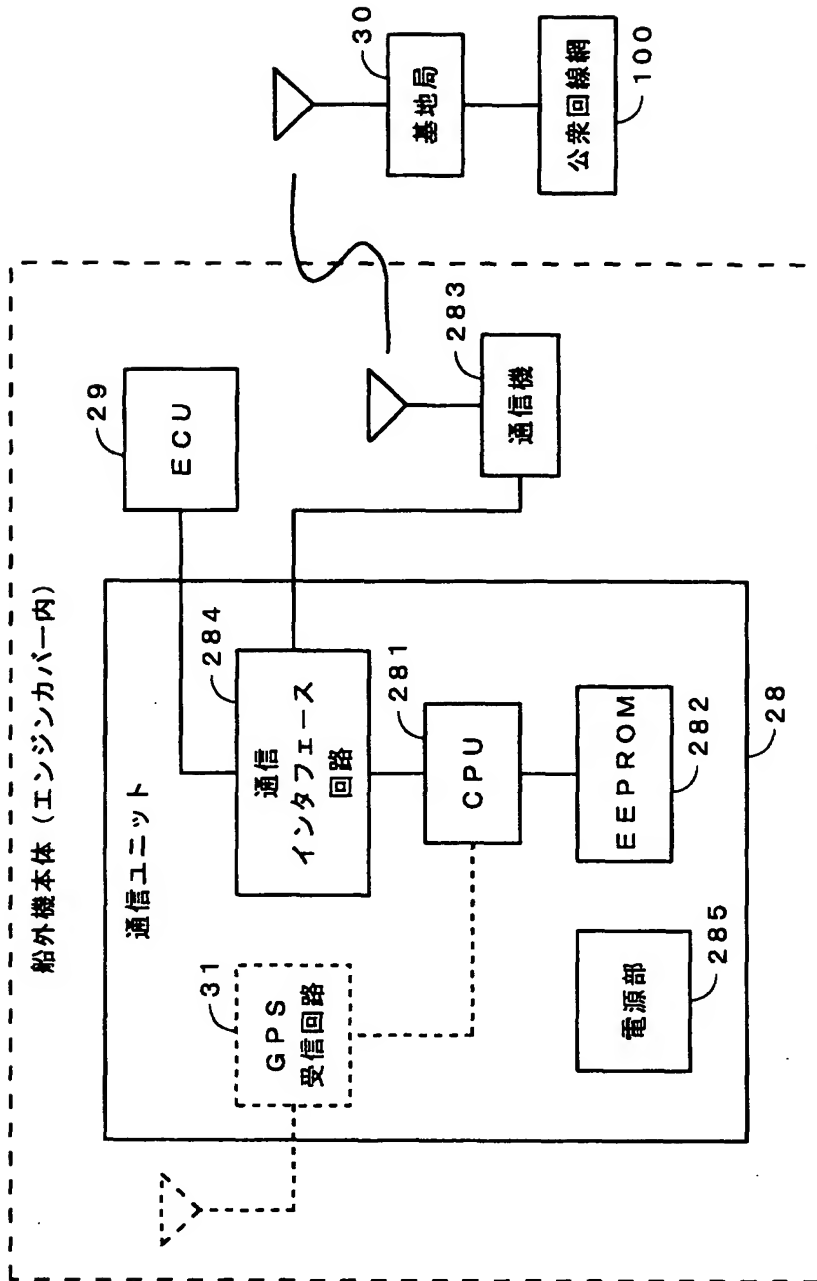 船外機本体（エンジンカバー内）
通信ユニット
GPS
受信回路
31
通信
インタフェース
回路
284
ECU
29
CPU
281
通信機
283
EEPROM
282
電源部
285
28
基地局
30
公衆回線網
100